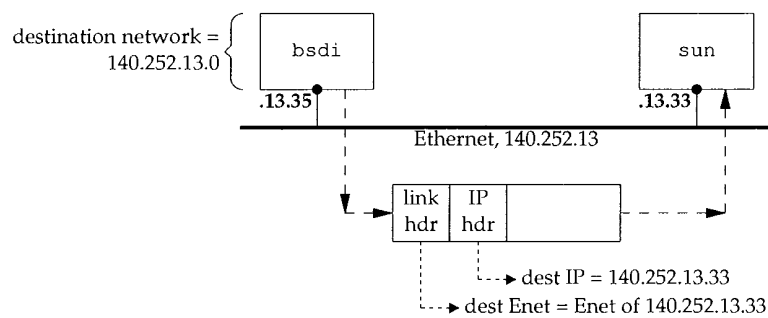 destination network =
140.252.13.0
bsdi
sun
.13.35
.13.33
Ethernet, 140.252.13
link
hdr
IP
hdr
dest IP = 140.252.13.33
dest Enet = Enet of 140.252.13.33